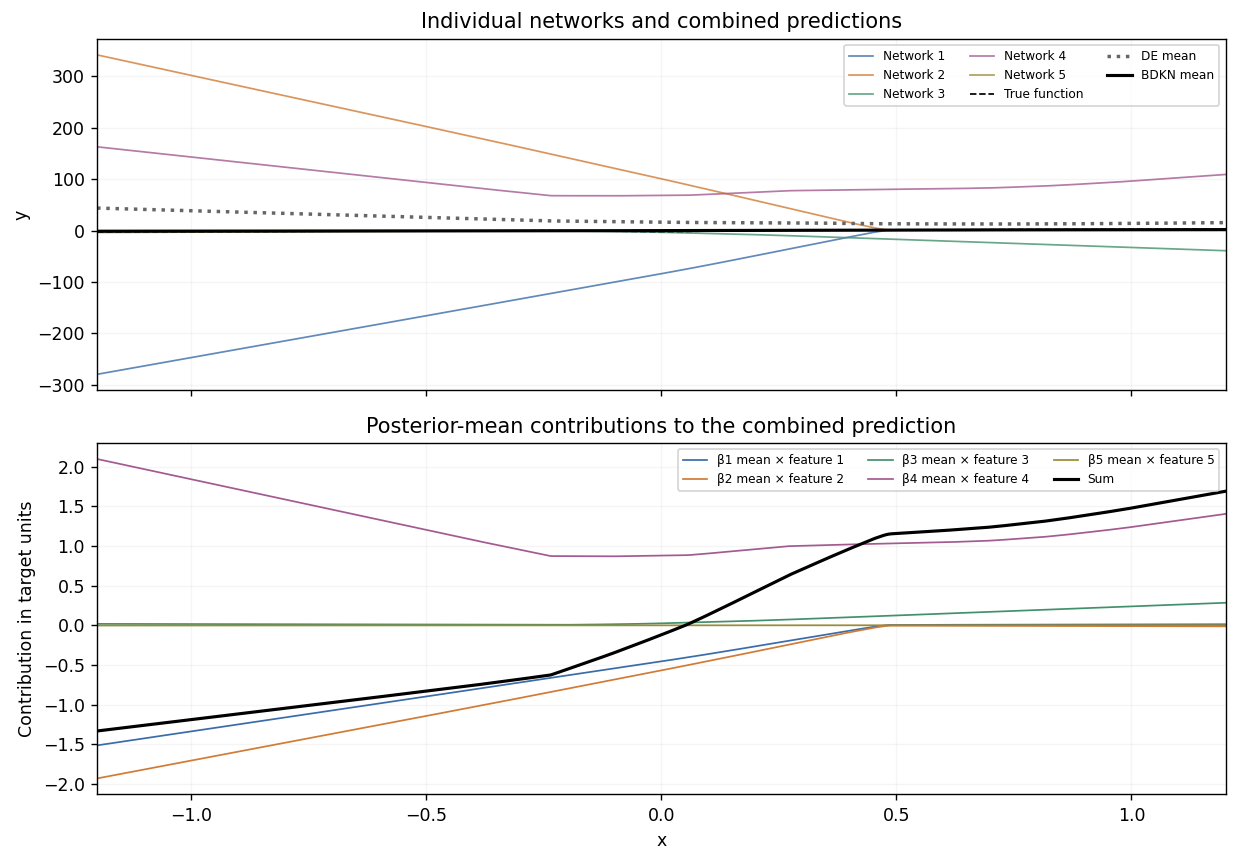 Individual networks and combined predictions
300
200
100
0
−100
−200
−300
y
Network 1
Network 2
Network 3
Network 4
Network 5
True function
DE mean
BDKN mean
Posterior-mean contributions to the combined prediction
2.0
1.5
1.0
0.5
0.0
−0.5
−1.0
−1.5
−2.0
Contribution in target units
β1 mean × feature 1
β2 mean × feature 2
β3 mean × feature 3
β4 mean × feature 4
β5 mean × feature 5
Sum
−1.0 −0.5 0.0 0.5 1.0
x